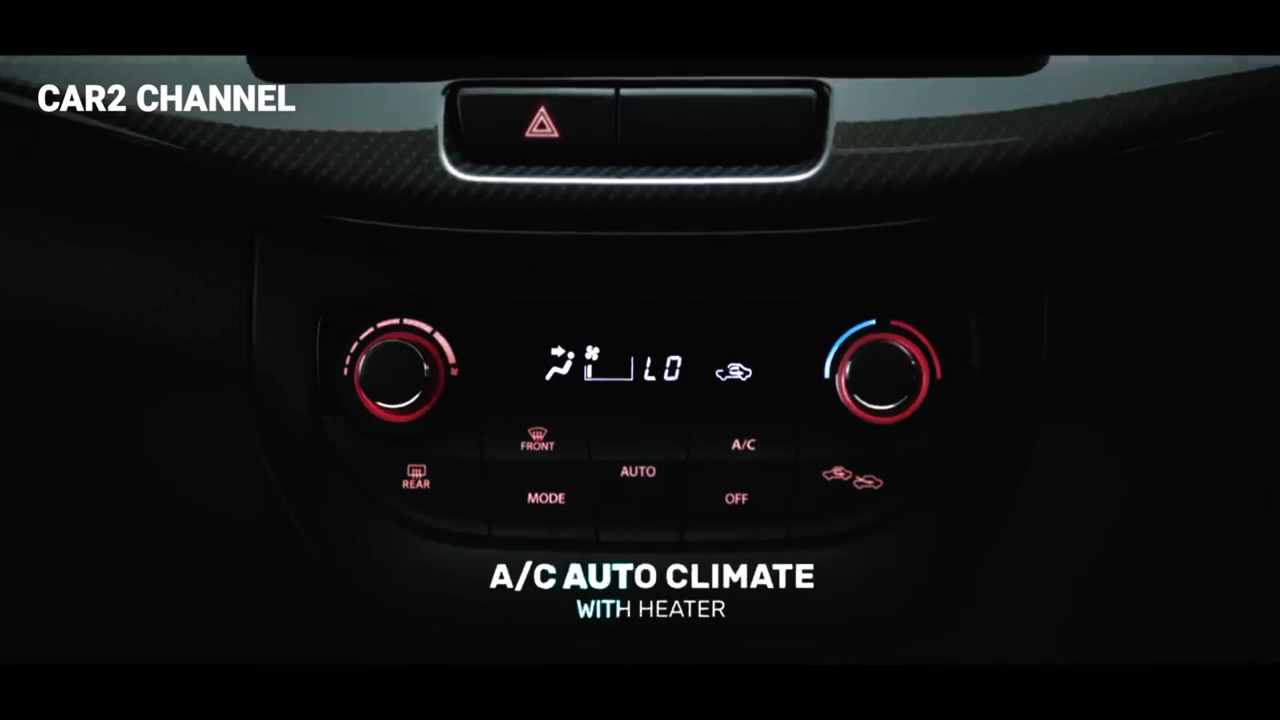 CAR2 CHANNEL
LO
FRONT
A/C
REAR
AUTO
MODE
OFF
A/C AUTO CLIMATE
WITH HEATER